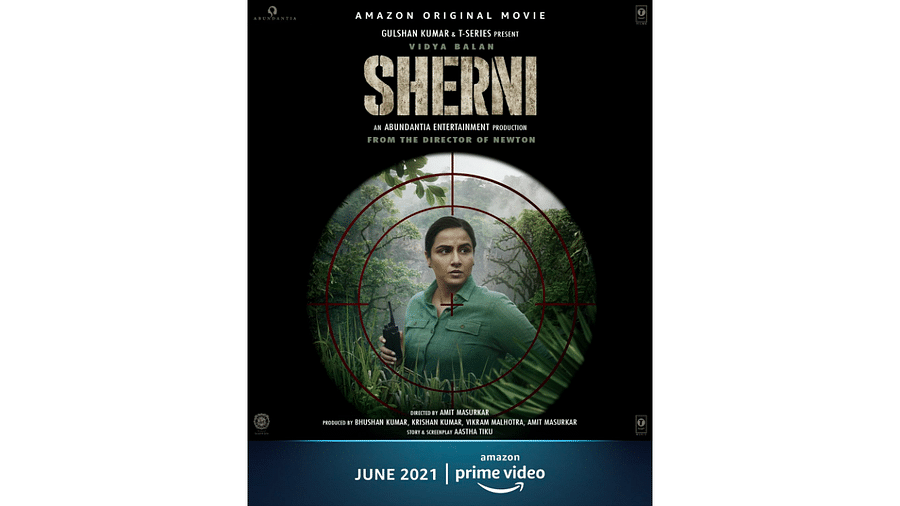 ABUNDANTIA
AMAZON ORIGINAL MOVIE
GULSHAN KUMAR & T-SERIES PRESENT
VIDYA BALAN
SHERNI
AN ABUNDANTIA ENTERTAINMENT PRODUCTION
FROM THE DIRECTOR OF NEWTON
DIRECTED BY AMIT MASURKAR
PRODUCED BY BHUSHAN KUMAR, KRISHAN KUMAR, VIKRAM MALHOTRA, AMIT MASURKAR
STORY & SCREENPLAY AASTHA TIKU
JUNE 2021 | amazon prime video